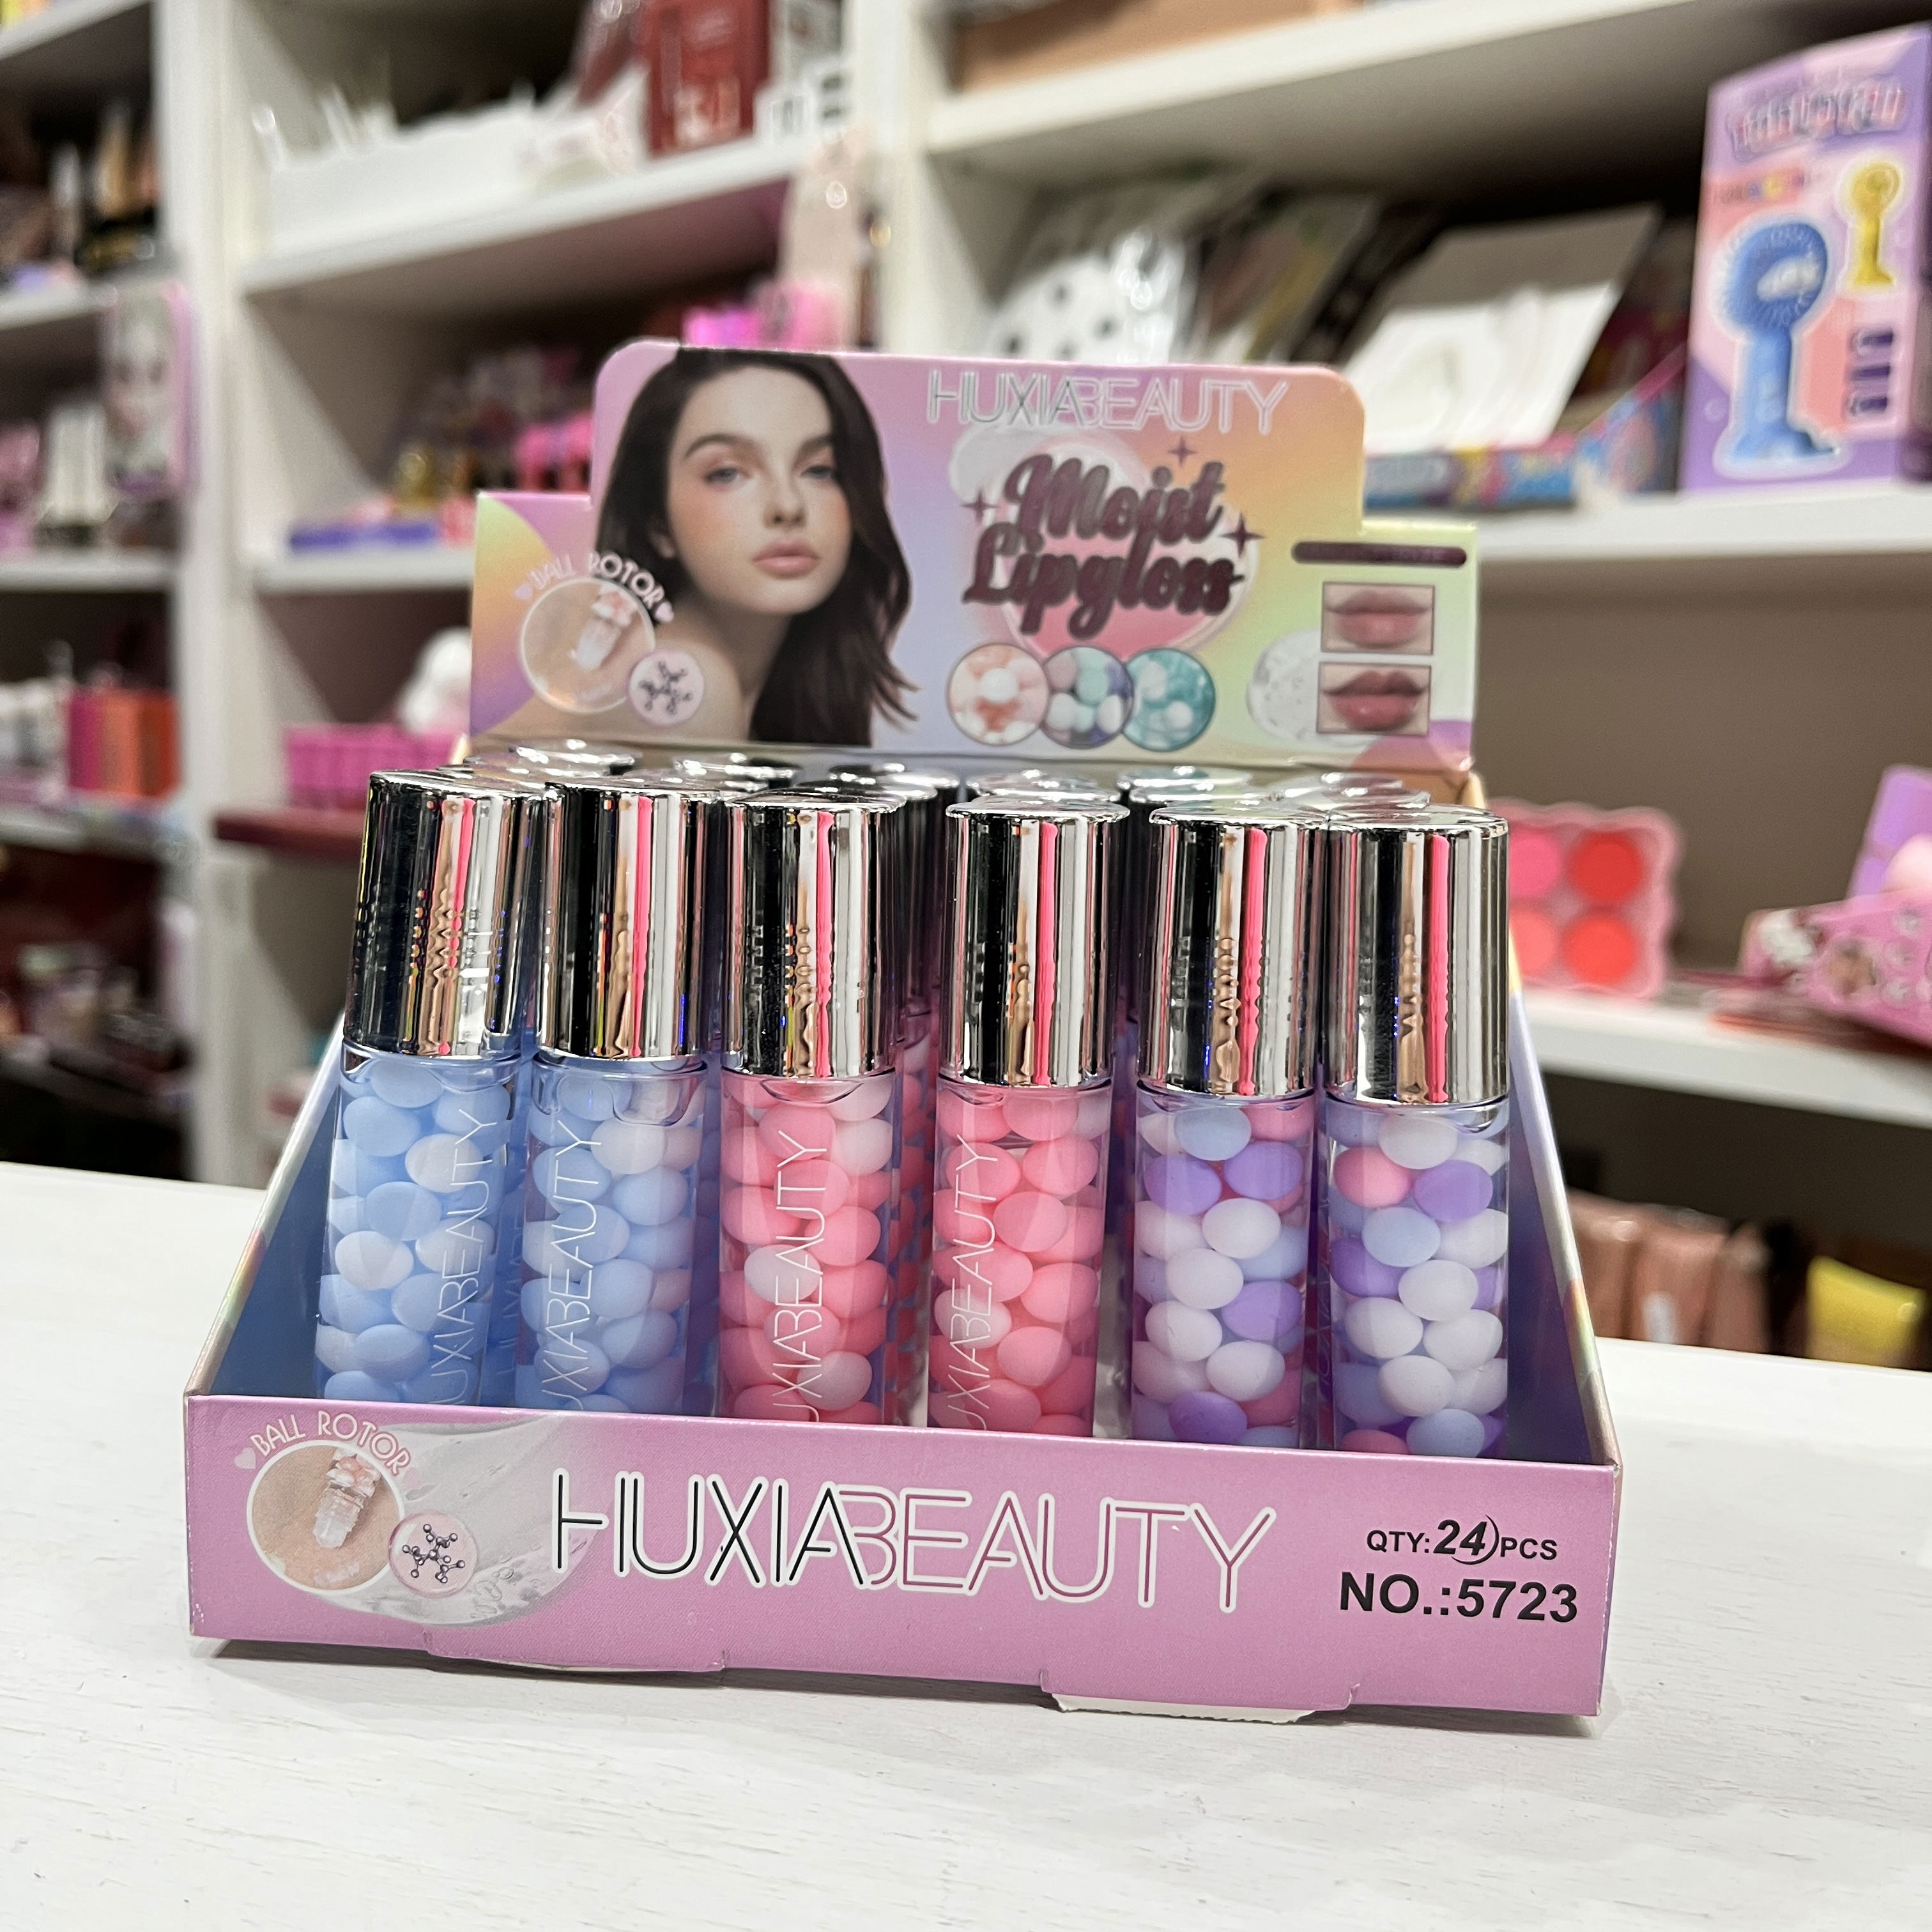 HUXIABEAUTY
Moist
Lipgloss
BALL ROTOR
HUXIABEAUTY
HUXIABEAUTY
HUXIABEAUTY
HUXIABEAUTY
BALL ROTOR
HUXIABEAUTY
QTY:24PCS
NO.:5723